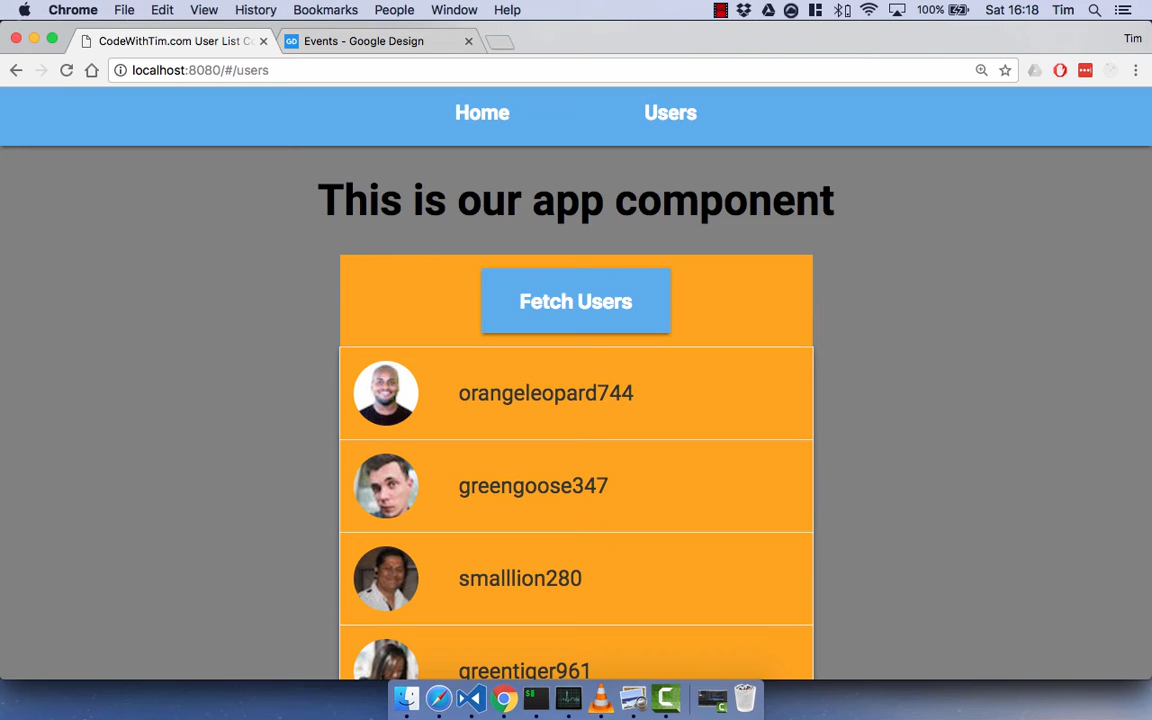 Chrome File Edit View History Bookmarks People Window Help 100% Sat 16:18 Tim
CodeWithTim.com User List Co
GD Events - Google Design
Tim
localhost:8080/#/users
Home Users
This is our app component
Fetch Users
orangeleopard744
greengoose347
smalllion280
greentiger961